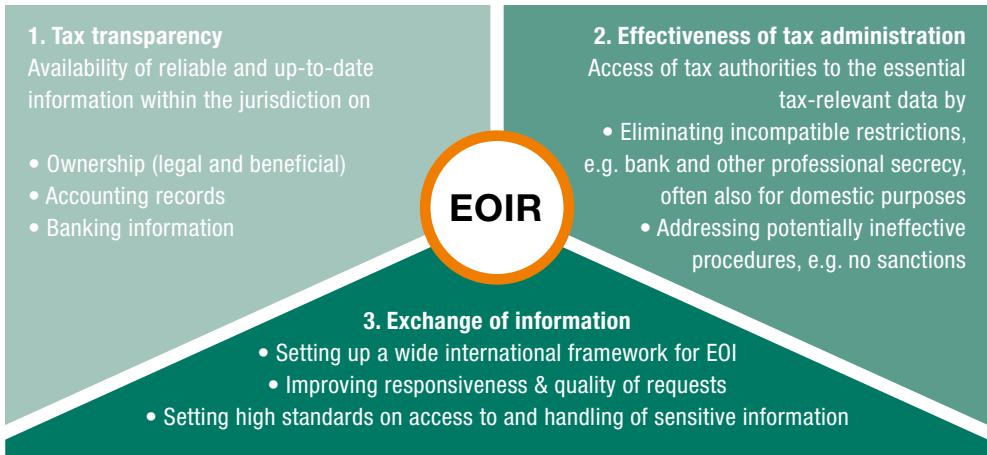 1. Tax transparency
Availability of reliable and up-to-date
information within the jurisdiction on
• Ownership (legal and beneficial)
• Accounting records
• Banking information
2. Effectiveness of tax administration
Access of tax authorities to the essential
tax-relevant data by
• Eliminating incompatible restrictions,
e.g. bank and other professional secrecy,
often also for domestic purposes
• Addressing potentially ineffective
procedures, e.g. no sanctions
EOIR
3. Exchange of information
• Setting up a wide international framework for EOI
• Improving responsiveness & quality of requests
• Setting high standards on access to and handling of sensitive information